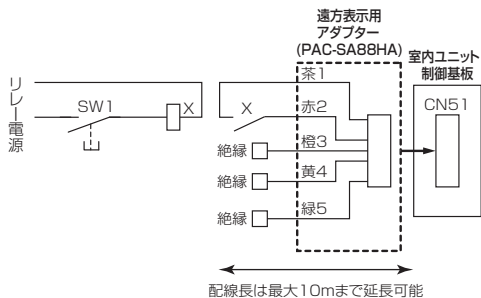 遠方表示用
アダプター
(PAC-SA88HA)
室内ユニット
制御基板
リレー電源
SW1
X
X
茶1
赤2
橙3
黄4
緑5
絶縁
絶縁
絶縁
CN51
配線長は最大10mまで延長可能